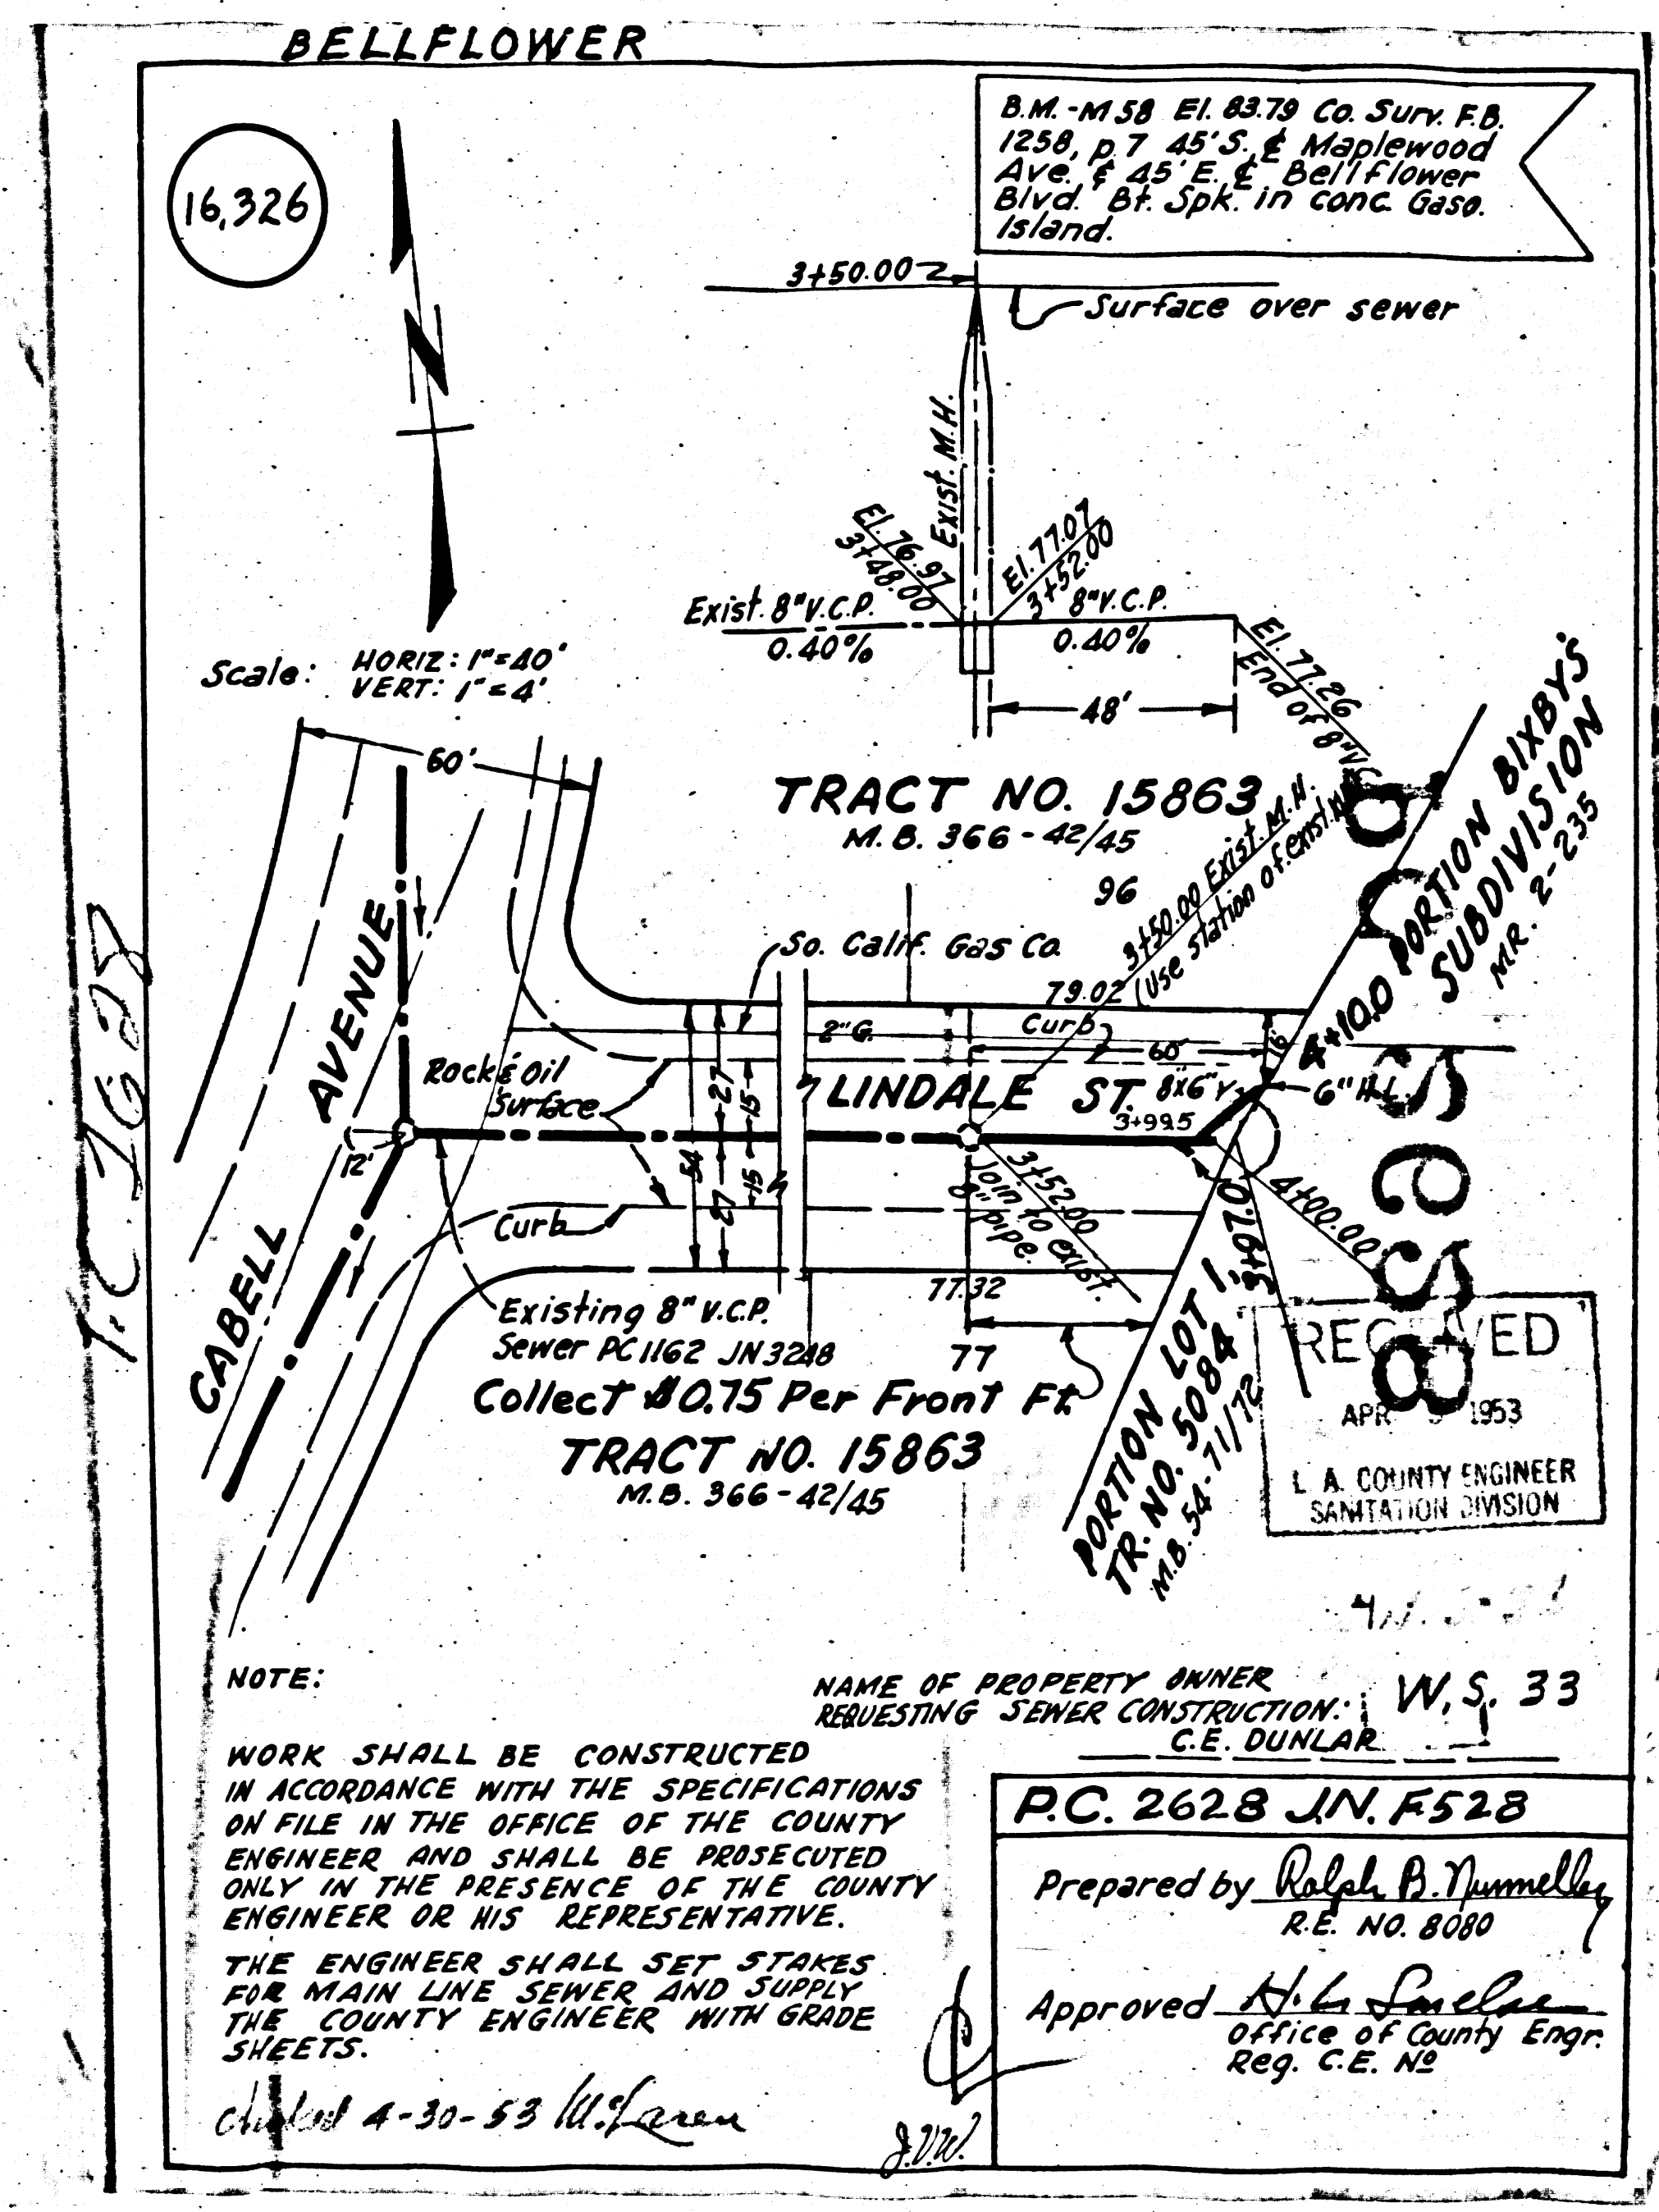 BELLFLOWER
16,326
B.M.-M 58 El. 83.79 Co. Surv. F.B.
1258, p.7 45'S. ℄ Maplewood
Ave. & 45' E. ℄ Bellflower
Blvd. Bt. Spk. in conc. Gaso.
Island.
3+50.00
Surface over sewer
Exist. M.H.
El. 76.97
3+48.00
El. 77.07
3+52.00
Exist. 8" V.C.P.
0.40%
8" V.C.P.
0.40%
El. 77.26
End of 8" V.
48'
N
Scale: HORIZ: 1"=40'
VERT: 1"=4'
60'
TRACT NO. 15863
M.B. 366-42/45
96
3+50.00 Exist. M.H.
(Use station of exist.
PORTION BIXBY'S
SUBDIVISION
M.R. 2-235
So. Calif. Gas Co.
79.02
2" G.
Curb
60'
6'
4+10.0
AVENUE
Rock & Oil
Surface
27
15
LINDALE ST.
8x6" Y
6" H.L.
3+99.5
12'
54
27
15
3+52.00
Join to exist.
8" pipe.
4+00.00
3+97.0
Curb
77.32
CABELL
Existing 8" V.C.P.
Sewer PC 1162 JN 3248
77
Collect $0.75 Per Front Ft.
TRACT NO. 15863
M.B. 366-42/45
PORTION LOT 1,
TR. NO. 5084
M.B. 54-71/72
RECEIVED
APR 1953
L. A. COUNTY ENGINEER
SANITATION DIVISION
NOTE:
WORK SHALL BE CONSTRUCTED
IN ACCORDANCE WITH THE SPECIFICATIONS
ON FILE IN THE OFFICE OF THE COUNTY
ENGINEER AND SHALL BE PROSECUTED
ONLY IN THE PRESENCE OF THE COUNTY
ENGINEER OR HIS REPRESENTATIVE.
THE ENGINEER SHALL SET STAKES
FOR MAIN LINE SEWER AND SUPPLY
THE COUNTY ENGINEER WITH GRADE
SHEETS.
NAME OF PROPERTY OWNER
REQUESTING SEWER CONSTRUCTION:
C.E. DUNLAR
W.S. 33
P.C. 2628 J.N. F528
Prepared by Ralph B. Nunnelley
R.E. NO. 8080
Approved
Office of County Engr.
Reg. C.E. Nº
checked 4-30-53 McLaren
J.V.W.